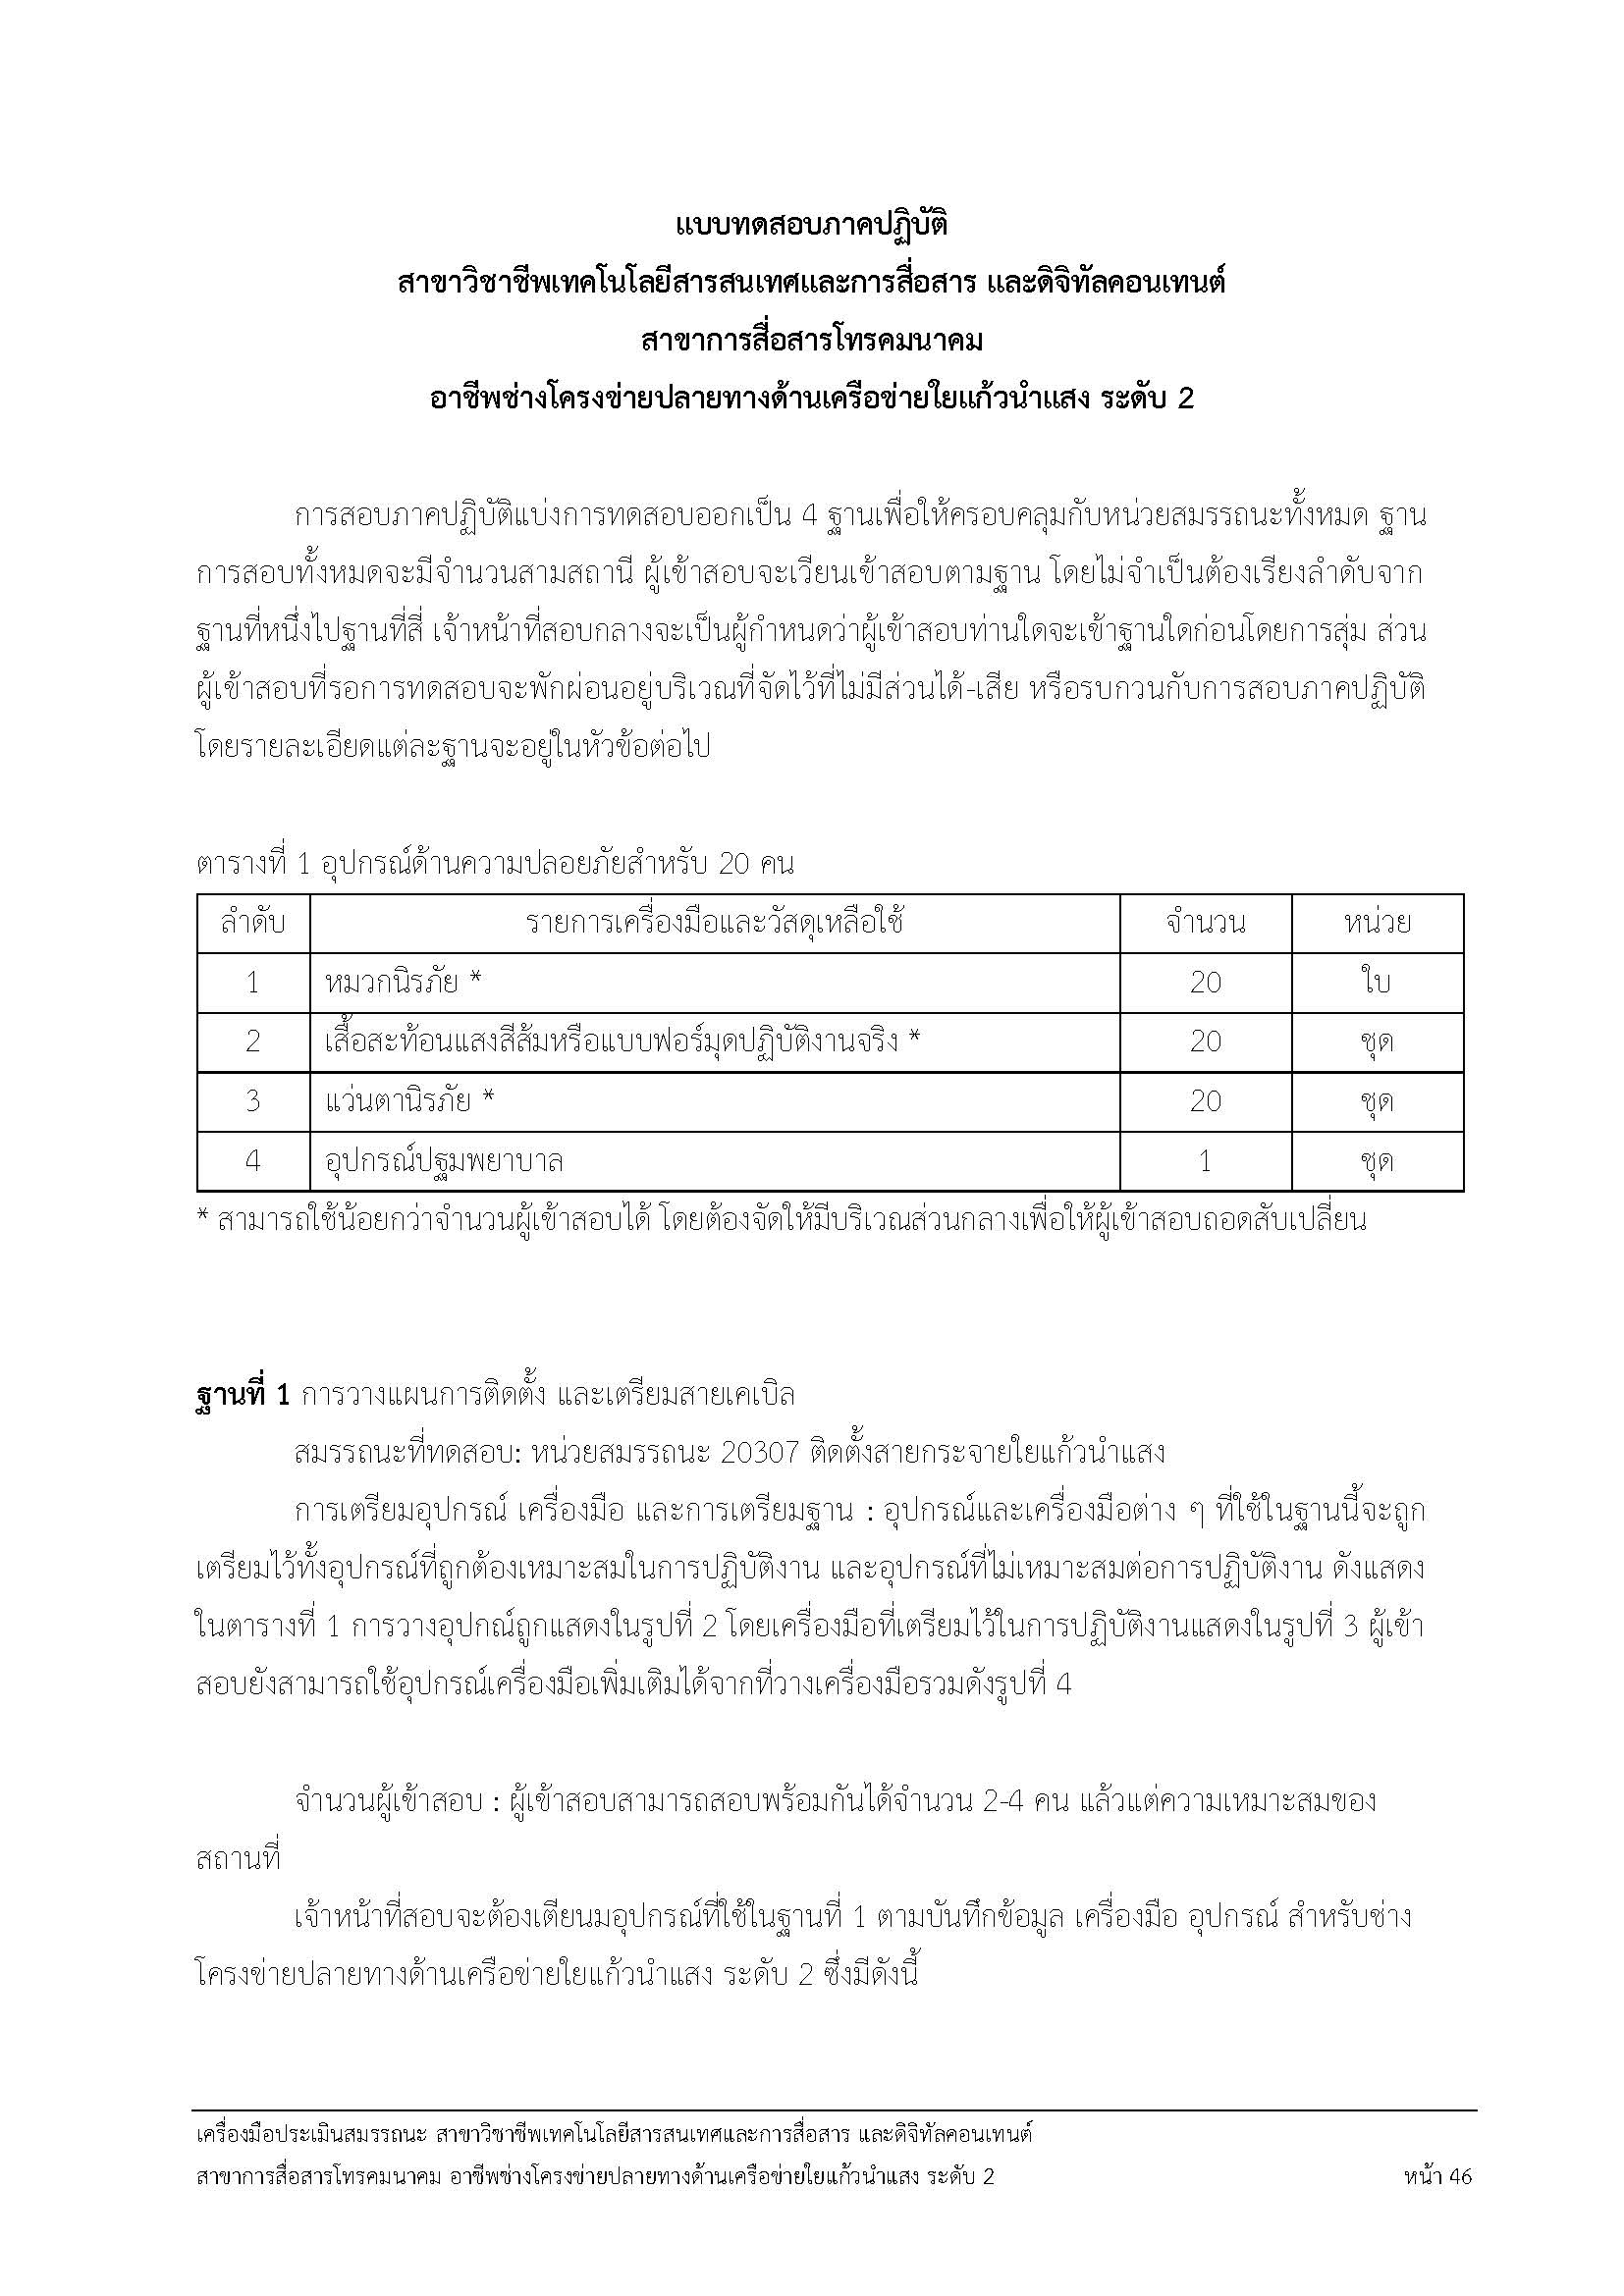 แบบทดสอบภาคปฏิบัติ
สาขาวิชาชีพเทคโนโลยีสารสนเทศและการสื่อสาร และดิจิทัลคอนเทนต์
สาขาการสื่อสารโทรคมนาคม
อาชีพช่างโครงข่ายปลายทางด้านเครือข่ายใยแก้วนำแสง ระดับ 2
การสอบภาคปฏิบัติแบ่งการทดสอบออกเป็น 4 ฐานเพื่อให้ครอบคลุมกับหน่วยสมรรถนะทั้งหมด ฐาน
การสอบทั้งหมดจะมีจำนวนสามสถานี ผู้เข้าสอบจะเวียนเข้าสอบตามฐาน โดยไม่จำเป็นต้องเรียงลำดับจาก
ฐานที่หนึ่งไปฐานที่สี่ เจ้าหน้าที่สอบกลางจะเป็นผู้กำหนดว่าผู้เข้าสอบท่านใดจะเข้าฐานใดก่อนโดยการสุ่ม ส่วน
ผู้เข้าสอบที่รอการทดสอบจะพักผ่อนอยู่บริเวณที่จัดไว้ที่ไม่มีส่วนได้-เสีย หรือรบกวนกับการสอบภาคปฏิบัติ
โดยรายละเอียดแต่ละฐานจะอยู่ในหัวข้อต่อไป
ตารางที่ 1 อุปกรณ์ด้านความปลอยภัยสำหรับ 20 คน
ลำดับ รายการเครื่องมือและวัสดุเหลือใช้ จำนวน หน่วย
1 หมวกนิรภัย * 20 ใบ
2 เสื้อสะท้อนแสงสีส้มหรือแบบฟอร์มุดปฏิบัติงานจริง * 20 ชุด
3 แว่นตานิรภัย * 20 ชุด
4 อุปกรณ์ปฐมพยาบาล 1 ชุด
* สามารถใช้น้อยกว่าจำนวนผู้เข้าสอบได้ โดยต้องจัดให้มีบริเวณส่วนกลางเพื่อให้ผู้เข้าสอบถอดสับเปลี่ยน
ฐานที่ 1 การวางแผนการติดตั้ง และเตรียมสายเคเบิล
สมรรถนะที่ทดสอบ: หน่วยสมรรถนะ 20307 ติดตั้งสายกระจายใยแก้วนำแสง
การเตรียมอุปกรณ์ เครื่องมือ และการเตรียมฐาน : อุปกรณ์และเครื่องมือต่าง ๆ ที่ใช้ในฐานนี้จะถูก
เตรียมไว้ทั้งอุปกรณ์ที่ถูกต้องเหมาะสมในการปฏิบัติงาน และอุปกรณ์ที่ไม่เหมาะสมต่อการปฏิบัติงาน ดังแสดง
ในตารางที่ 1 การวางอุปกณ์ถูกแสดงในรูปที่ 2 โดยเครื่องมือที่เตรียมไว้ในการปฏิบัติงานแสดงในรูปที่ 3 ผู้เข้า
สอบยังสามารถใช้อุปกรณ์เครื่องมือเพิ่มเติมได้จากที่วางเครื่องมือรวมดังรูปที่ 4
จำนวนผู้เข้าสอบ : ผู้เข้าสอบสามารถสอบพร้อมกันได้จำนวน 2-4 คน แล้วแต่ความเหมาะสมของ
สถานที่
เจ้าหน้าที่สอบจะต้องเตียนมอุปกรณ์ที่ใช้ในฐานที่ 1 ตามบันทึกข้อมูล เครื่องมือ อุปกรณ์ สำหรับช่าง
โครงข่ายปลายทางด้านเครือข่ายใยแก้วนำแสง ระดับ 2 ซึ่งมีดังนี้
เครื่องมือประเมินสมรรถนะ สาขาวิชาชีพเทคโนโลยีสารสนเทศและการสื่อสาร และดิจิทัลคอนเทนต์
สาขาการสื่อสารโทรคมนาคม อาชีพช่างโครงข่ายปลายทางด้านเครือข่ายใยแก้วนำแสง ระดับ 2 หน้า 46